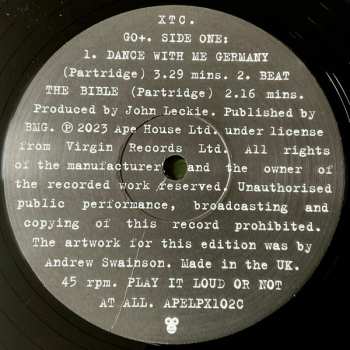 XTC.
GO+. SIDE ONE:
1. DANCE WITH ME GERMANY
(Partridge) 3.29 mins. 2. BEAT
THE BIBLE (Partridge) 2.16 mins.
Produced by John Leckie. Published by
BMG. ℗ 2023 Ape House Ltd. under license
from Virgin Records Ltd. All rights
of the manufacturer and the owner of
the recorded work reserved. Unauthorised
public performance, broadcasting and
copying of this record prohibited.
The artwork for this edition was by
Andrew Swainson. Made in the UK.
45 rpm. PLAY IT LOUD OR NOT
AT ALL. APELPX102C